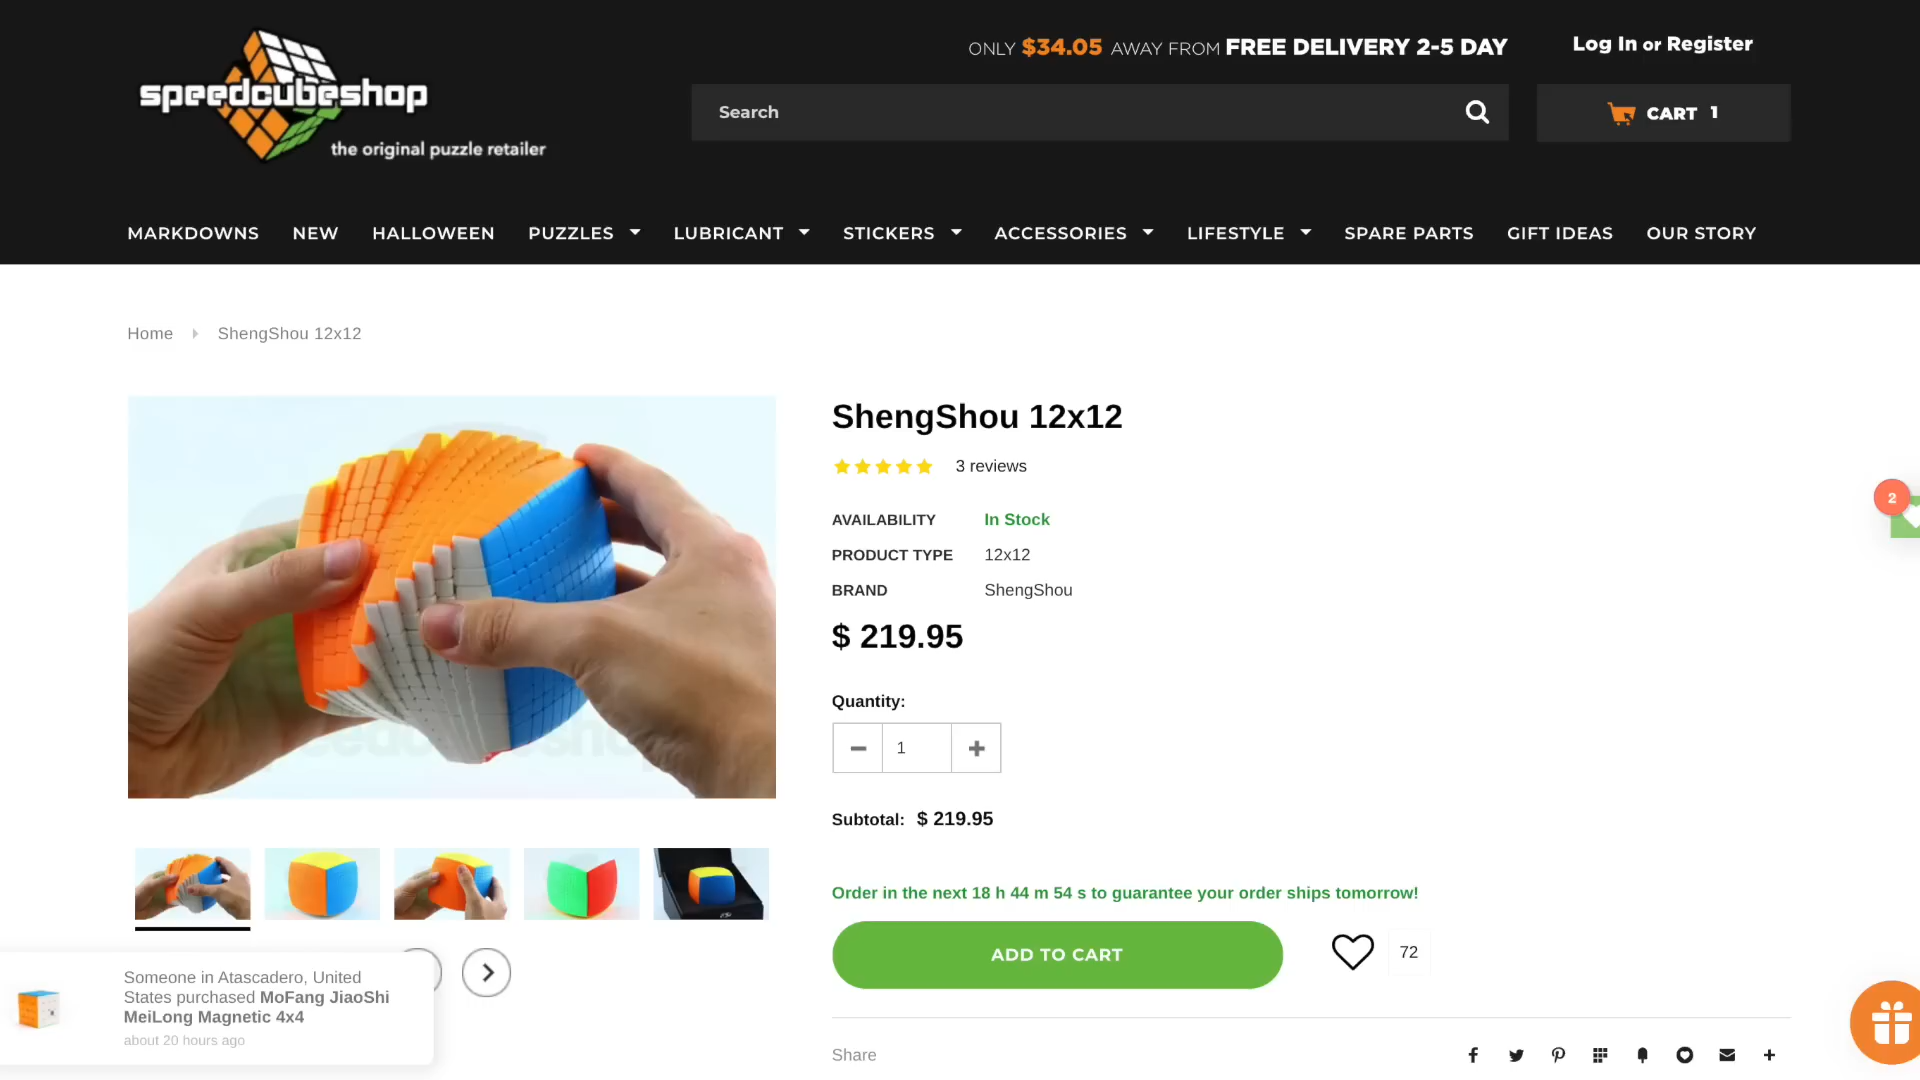 speedcubeshop
the original puzzle retailer
ONLY $34.05 AWAY FROM FREE DELIVERY 2-5 DAY
Log In or Register
Search
CART 1
MARKDOWNS NEW HALLOWEEN PUZZLES LUBRICANT STICKERS ACCESSORIES LIFESTYLE SPARE PARTS GIFT IDEAS OUR STORY
Home ShengShou 12x12
ShengShou 12x12
3 reviews
AVAILABILITY In Stock
PRODUCT TYPE 12x12
BRAND ShengShou
$ 219.95
Quantity:
1
Subtotal: $ 219.95
Order in the next 18 h 44 m 54 s to guarantee your order ships tomorrow!
ADD TO CART
72
Share
2
Someone in Atascadero, United
States purchased MoFang JiaoShi
MeiLong Magnetic 4x4
about 20 hours ago